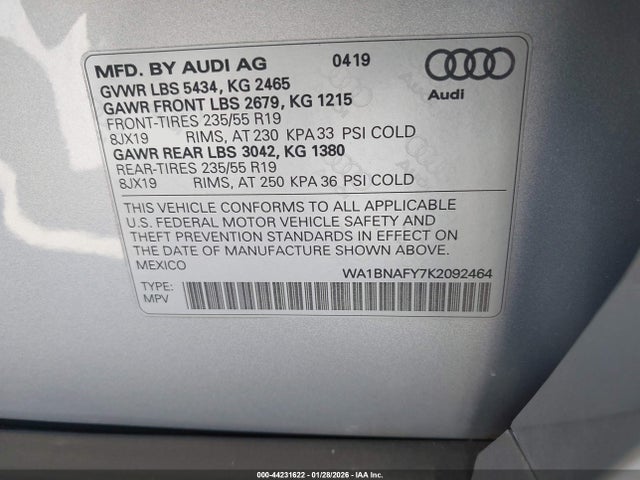 MFD. BY AUDI AG 0419
GVWR LBS 5434, KG 2465
GAWR FRONT LBS 2679, KG 1215
FRONT-TIRES 235/55 R19
8JX19 RIMS, AT 230 KPA 33 PSI COLD
GAWR REAR LBS 3042, KG 1380
REAR-TIRES 235/55 R19
8JX19 RIMS, AT 250 KPA 36 PSI COLD
Audi
THIS VEHICLE CONFORMS TO ALL APPLICABLE
U.S. FEDERAL MOTOR VEHICLE SAFETY AND
THEFT PREVENTION STANDARDS IN EFFECT ON
THE DATE OF MANUFACTURE SHOWN ABOVE.
MEXICO WA1BNAFY7K2092464
TYPE:
MPV
000-44231622 | 01/28/2026 - IAA Inc.